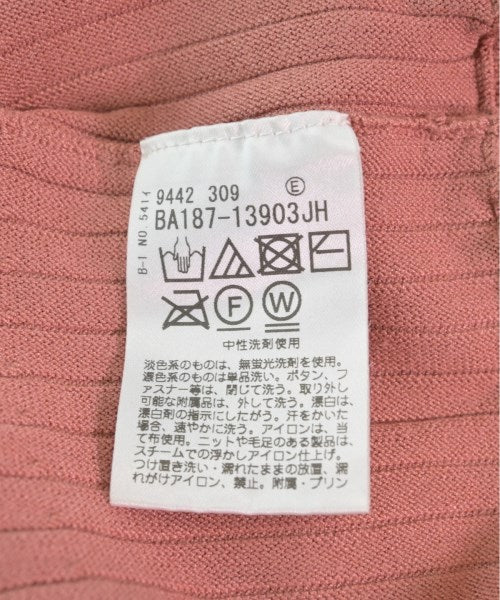 9442 309 Ⓔ
BA187-13903JH
B-I NO.5411
F W
中性洗剤使用
淡色系のものは、無蛍光洗剤を使用。
濃色系のものは単品洗い。ボタン、フ
ァスナー等は、閉じて洗う。取り外し
可能な附属品は、外して洗う。漂白は、
漂白剤の指示にしたがう。汗をかいた
場合、速やかに洗う。アイロンは、当
て布使用。ニットや毛足のある製品は、
スチームでの浮かしアイロン仕上げ。
つけ置き洗い・濡れたままの放置、濡
れがけアイロン、禁止。附属・プリン